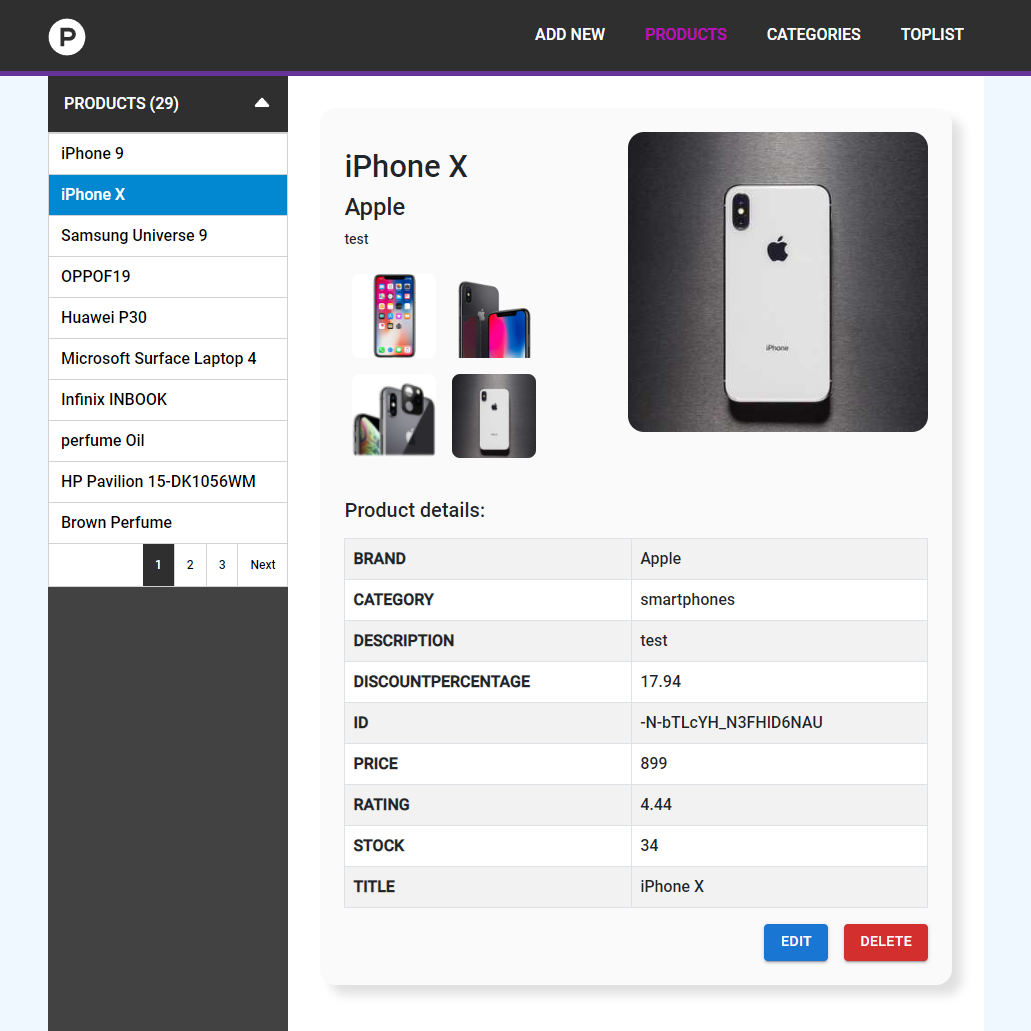 P
ADD NEW
PRODUCTS
CATEGORIES
TOPLIST
PRODUCTS (29)
iPhone 9
iPhone X
Samsung Universe 9
OPPOF19
Huawei P30
Microsoft Surface Laptop 4
Infinix INBOOK
perfume Oil
HP Pavilion 15-DK1056WM
Brown Perfume
1 2 3 Next
iPhone X
Apple
test
iPhone
Product details:
BRAND Apple
CATEGORY smartphones
DESCRIPTION test
DISCOUNTPERCENTAGE 17.94
ID -N-bTLcYH_N3FHID6NAU
PRICE 899
RATING 4.44
STOCK 34
TITLE iPhone X
EDIT DELETE